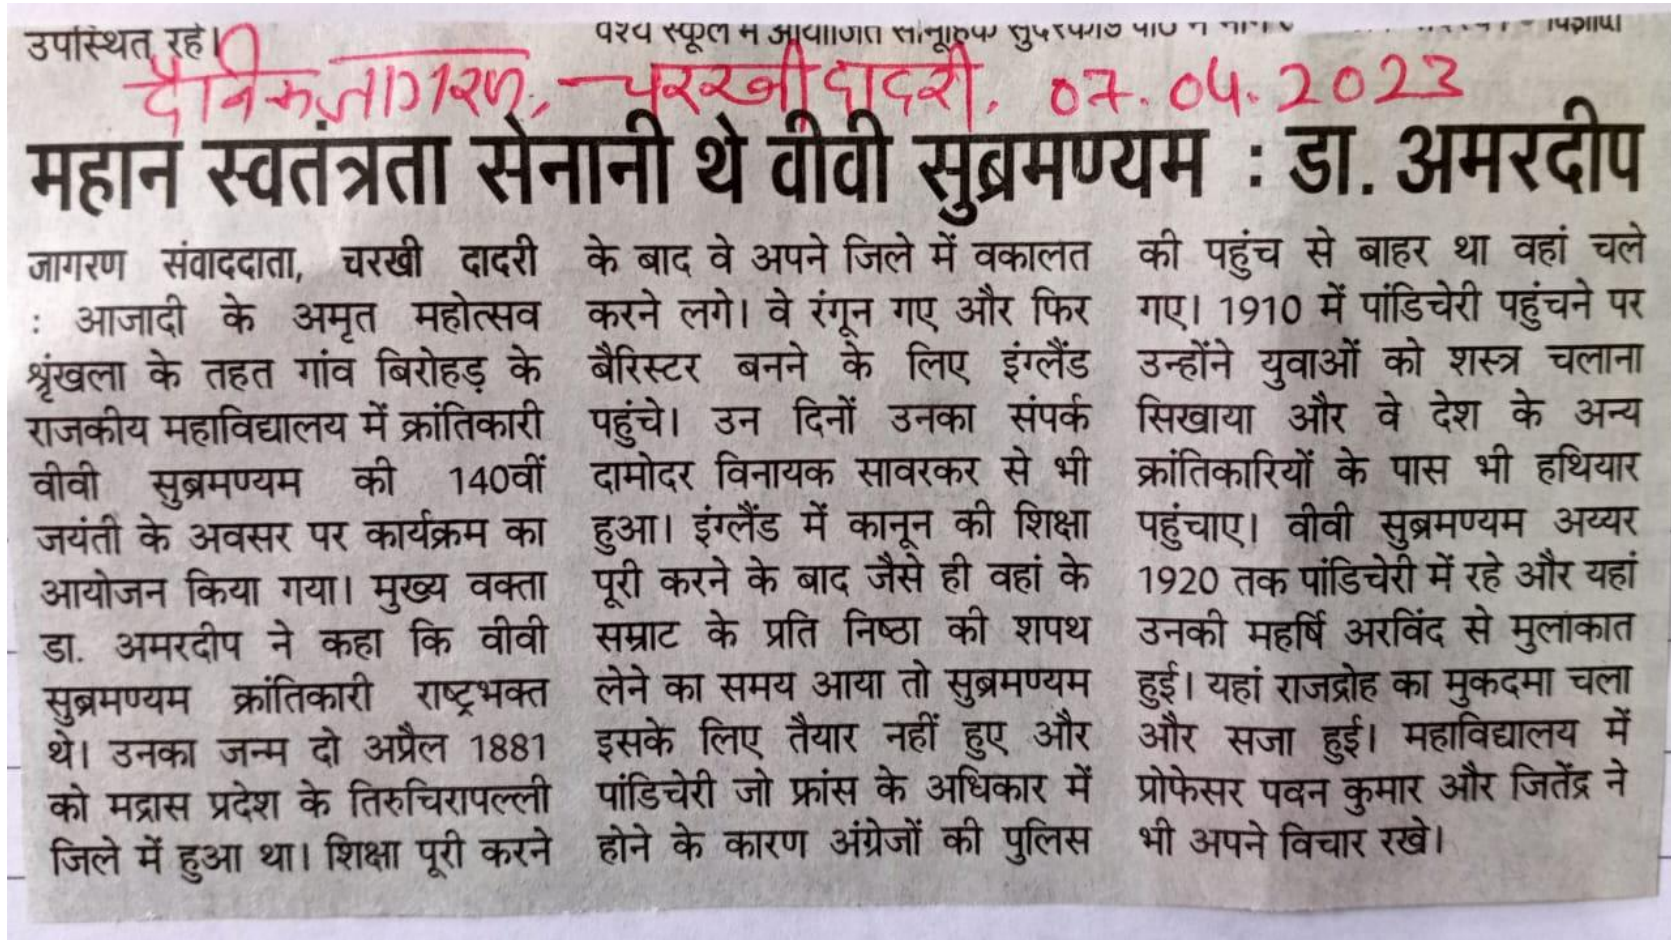 उपस्थित रहे।
दैनिक जागरण, - चरखी दादरी, 07.04.2023
महान स्वतंत्रता सेनानी थे वीवी सुब्रमण्यम : डा. अमरदीप
जागरण संवाददाता, चरखी दादरी
: आजादी के अमृत महोत्सव
श्रृंखला के तहत गांव बिरोहड़ के
राजकीय महाविद्यालय में क्रांतिकारी
वीवी सुब्रमण्यम की 140वीं
जयंती के अवसर पर कार्यक्रम का
आयोजन किया गया। मुख्य वक्ता
डा. अमरदीप ने कहा कि वीवी
सुब्रमण्यम क्रांतिकारी राष्ट्रभक्त
थे। उनका जन्म दो अप्रैल 1881
को मद्रास प्रदेश के तिरुचिरापल्ली
जिले में हुआ था। शिक्षा पूरी करने
के बाद वे अपने जिले में वकालत
करने लगे। वे रंगून गए और फिर
बैरिस्टर बनने के लिए इंग्लैंड
पहुंचे। उन दिनों उनका संपर्क
दामोदर विनायक सावरकर से भी
हुआ। इंग्लैंड में कानून की शिक्षा
पूरी करने के बाद जैसे ही वहां के
सम्राट के प्रति निष्ठा की शपथ
लेने का समय आया तो सुब्रमण्यम
इसके लिए तैयार नहीं हुए और
पांडिचेरी जो फ्रांस के अधिकार में
होने के कारण अंग्रेजों की पुलिस
की पहुंच से बाहर था वहां चले
गए। 1910 में पांडिचेरी पहुंचने पर
उन्होंने युवाओं को शस्त्र चलाना
सिखाया और वे देश के अन्य
क्रांतिकारियों के पास भी हथियार
पहुंचाए। वीवी सुब्रमण्यम अय्यर
1920 तक पांडिचेरी में रहे और यहां
उनकी महर्षि अरविंद से मुलाकात
हुई। यहां राजद्रोह का मुकदमा चला
और सजा हुई। महाविद्यालय में
प्रोफेसर पवन कुमार और जितेंद्र ने
भी अपने विचार रखे।